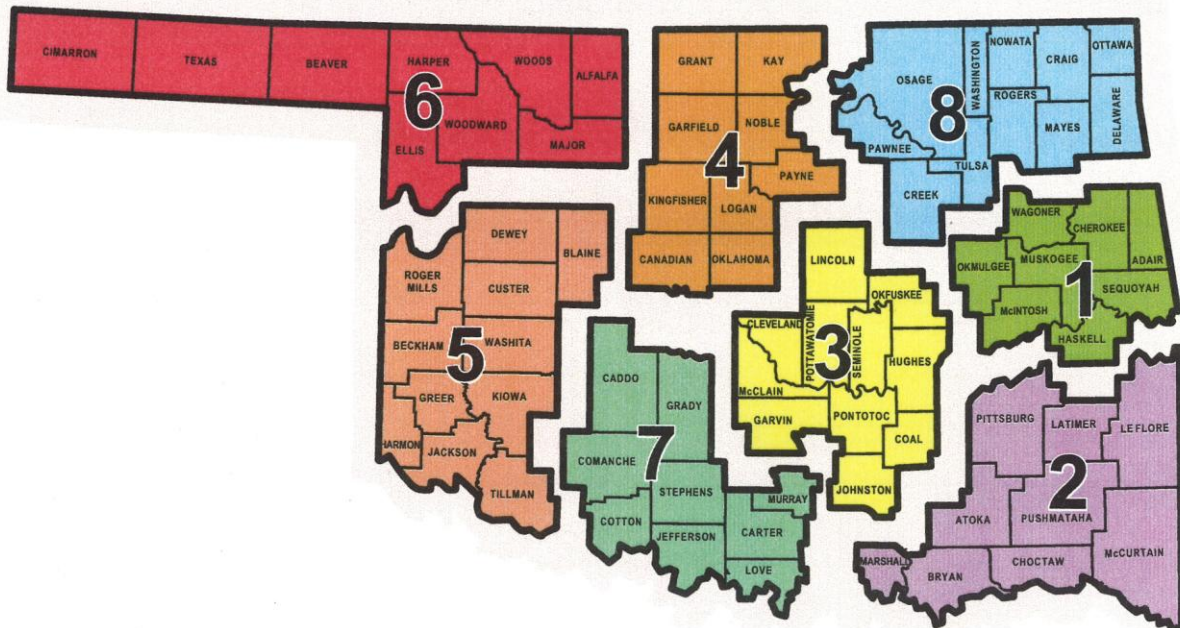 CIMARRON
TEXAS
BEAVER
HARPER
WOODS
ALFALFA
6
WOODWARD
ELLIS
MAJOR
GRANT
KAY
GARFIELD
NOBLE
4
PAYNE
KINGFISHER
LOGAN
CANADIAN
OKLAHOMA
OSAGE
WASHINGTON
NOWATA
CRAIG
OTTAWA
ROGERS
8
MAYES
DELAWARE
PAWNEE
TULSA
CREEK
WAGONER
CHEROKEE
OKMULGEE
MUSKOGEE
ADAIR
1
SEQUOYAH
McINTOSH
HASKELL
DEWEY
BLAINE
ROGER
MILLS
CUSTER
BECKHAM
5
WASHITA
GREER
KIOWA
HARMON
JACKSON
TILLMAN
LINCOLN
OKFUSKEE
CLEVELAND
POTTAWATOMIE
3
SEMINOLE
HUGHES
McCLAIN
GARVIN
PONTOTOC
COAL
JOHNSTON
CADDO
GRADY
7
COMANCHE
STEPHENS
MURRAY
COTTON
JEFFERSON
CARTER
LOVE
PITTSBURG
LATIMER
LE FLORE
2
ATOKA
PUSHMATAHA
McCURTAIN
MARSHALL
BRYAN
CHOCTAW